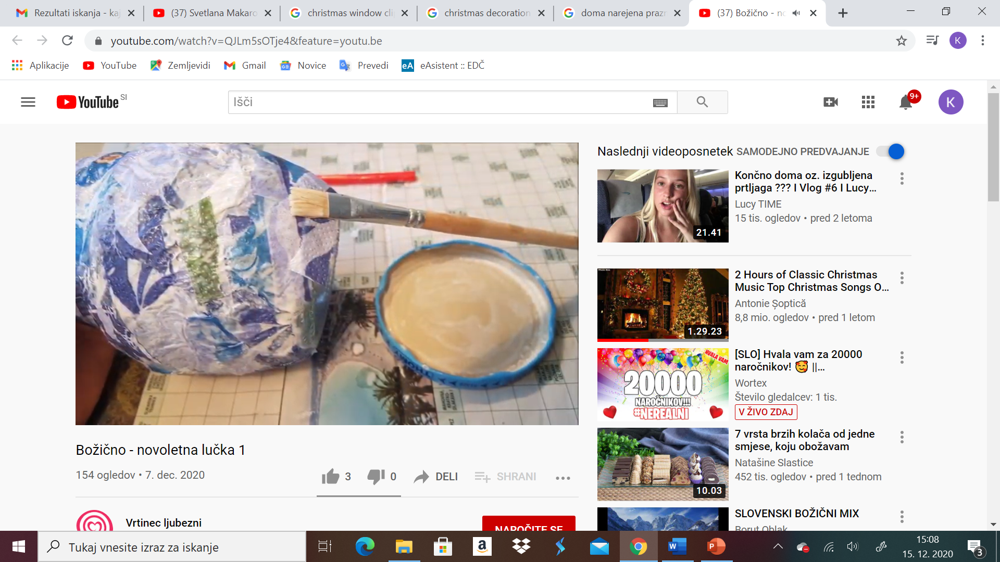 Rezultati iskanja - kaj
(37) Svetlana Makaro
christmas window cli
christmas decoration
doma narejena prazn
(37) Božično - no
youtube.com/watch?v=QJLm5sOTje4&feature=youtu.be
K
Aplikacije
YouTube
Zemljevidi
Gmail
Novice
Prevedi
eA
eAsistent :: EDČ
YouTube SI
Išči
9+
K
Naslednji videoposnetek
SAMODEJNO PREDVAJANJE
Končno doma oz. izgubljena
prtljaga ??? I Vlog #6 I Lucy...
Lucy TIME
15 tis. ogledov • pred 2 letoma
21.41
2 Hours of Classic Christmas
Music Top Christmas Songs O...
Antonie Șoptică
8,8 mio. ogledov • pred 1 letom
1.29.23
[SLO] Hvala vam za 20000
naročnikov! 🥰 ||...
Wortex
Število gledalcev: 1 tis.
V ŽIVO ZDAJ
HVALA VAM
20000
NAROČNIKOV!!!
#NEREALNI
7 vrsta brzih kolača od jedne
smjese, koju obožavam
Natašine Slastice
452 tis. ogledov • pred 1 tednom
10.03
SLOVENSKI BOŽIČNI MIX
Borut Oblak
Božično - novoletna lučka 1
154 ogledov • 7. dec. 2020
3
0
DELI
SHRANI
Vrtinec ljubezni
NAROČITE SE
Tukaj vnesite izraz za iskanje
15:08
15. 12. 2020
3